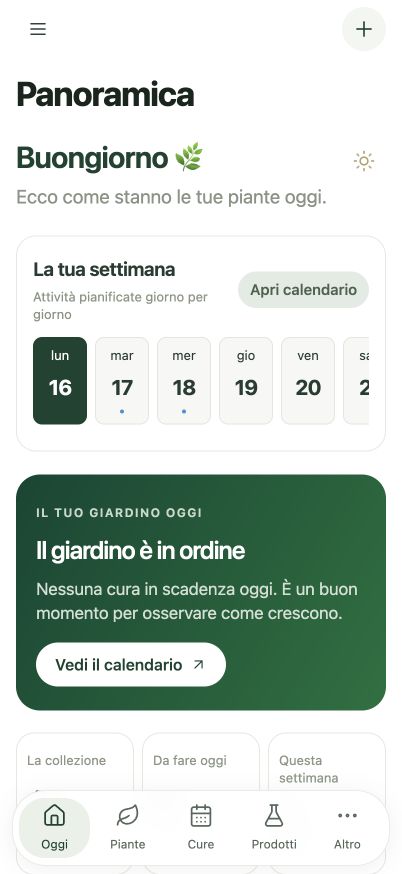 Panoramica
Buongiorno 🌿
Ecco come stanno le tue piante oggi.
La tua settimana
Attività pianificate giorno per
giorno
Apri calendario
lun mar mer gio ven
16 17 18 19 20
IL TUO GIARDINO OGGI
Il giardino è in ordine
Nessuna cura in scadenza oggi. È un buon
momento per osservare come crescono.
Vedi il calendario
La collezione
Da fare oggi
Questa
settimana
Oggi Piante Cure Prodotti Altro